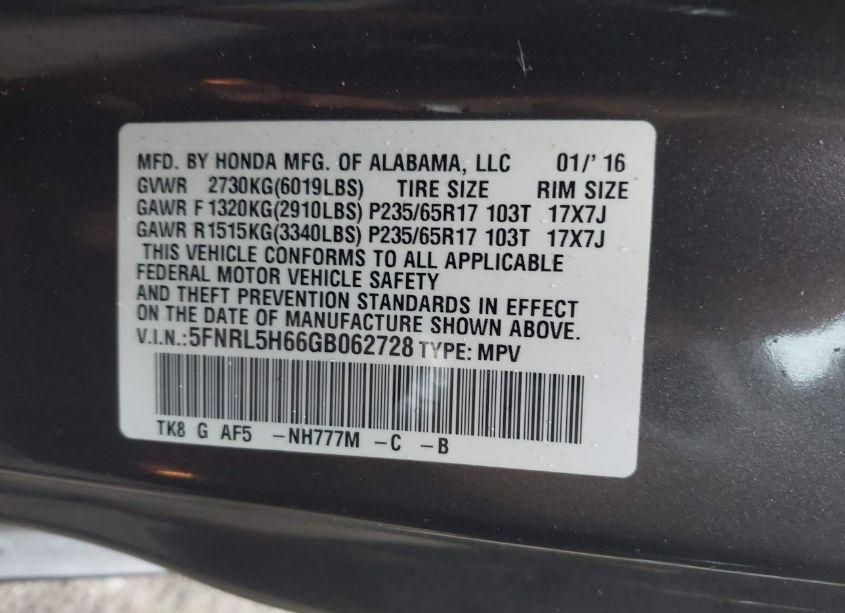 MFD. BY HONDA MFG. OF ALABAMA, LLC 01/' 16
GVWR 2730KG(6019LBS) TIRE SIZE RIM SIZE
GAWR F 1320KG(2910LBS) P235/65R17 103T 17X7J
GAWR R1515KG(3340LBS) P235/65R17 103T 17X7J
THIS VEHICLE CONFORMS TO ALL APPLICABLE
FEDERAL MOTOR VEHICLE SAFETY
AND THEFT PREVENTION STANDARDS IN EFFECT
ON THE DATE OF MANUFACTURE SHOWN ABOVE.
V.I.N.:5FNRL5H66GB062728 TYPE: MPV
TK8 G AF5 -NH777M -C -B